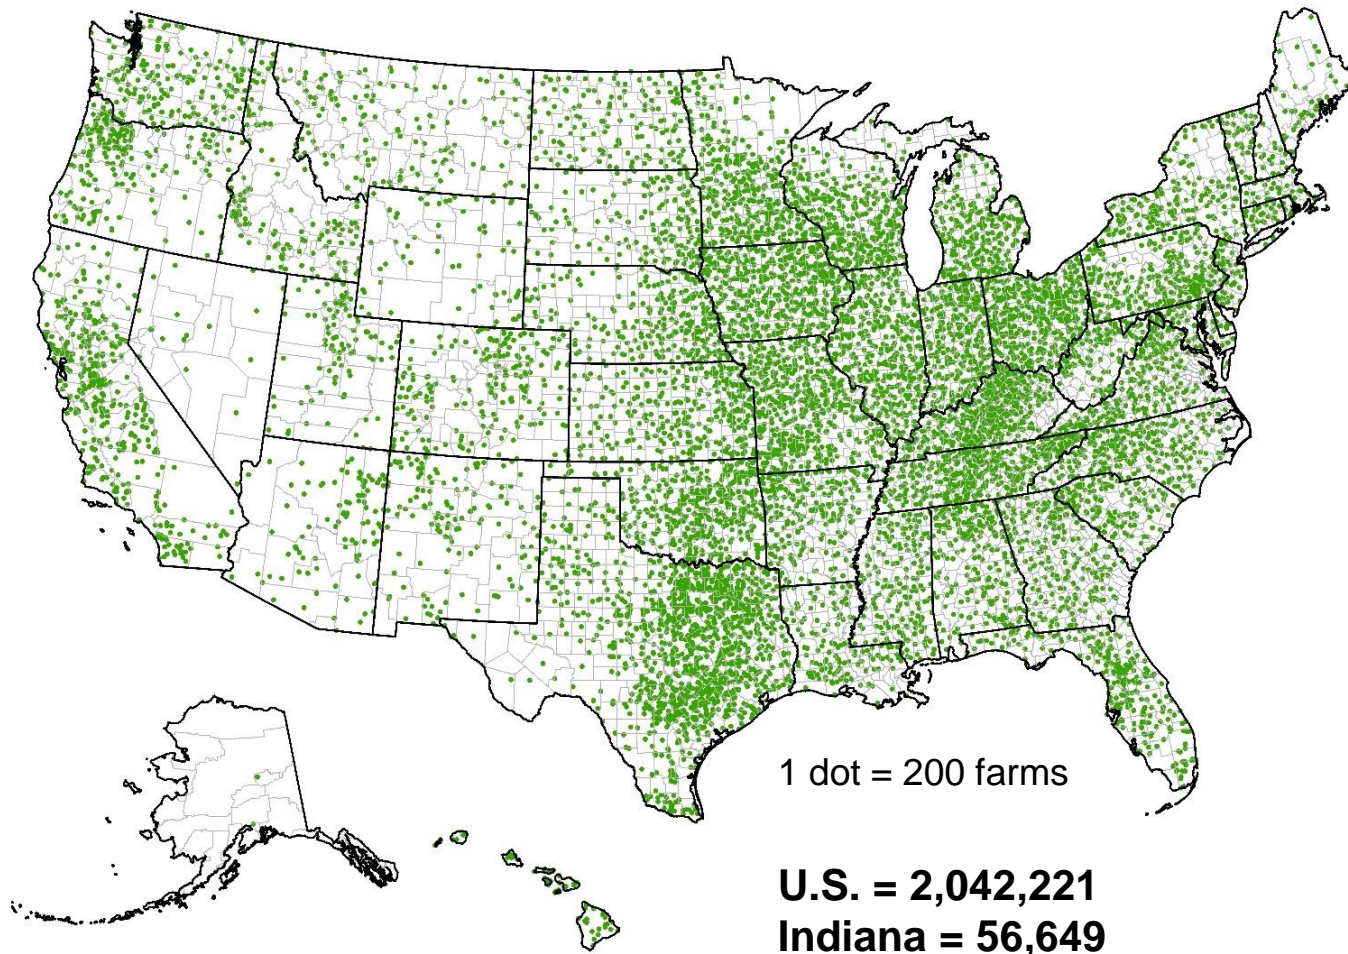 1 dot = 200 farms
U.S. = 2,042,221
Indiana = 56,649